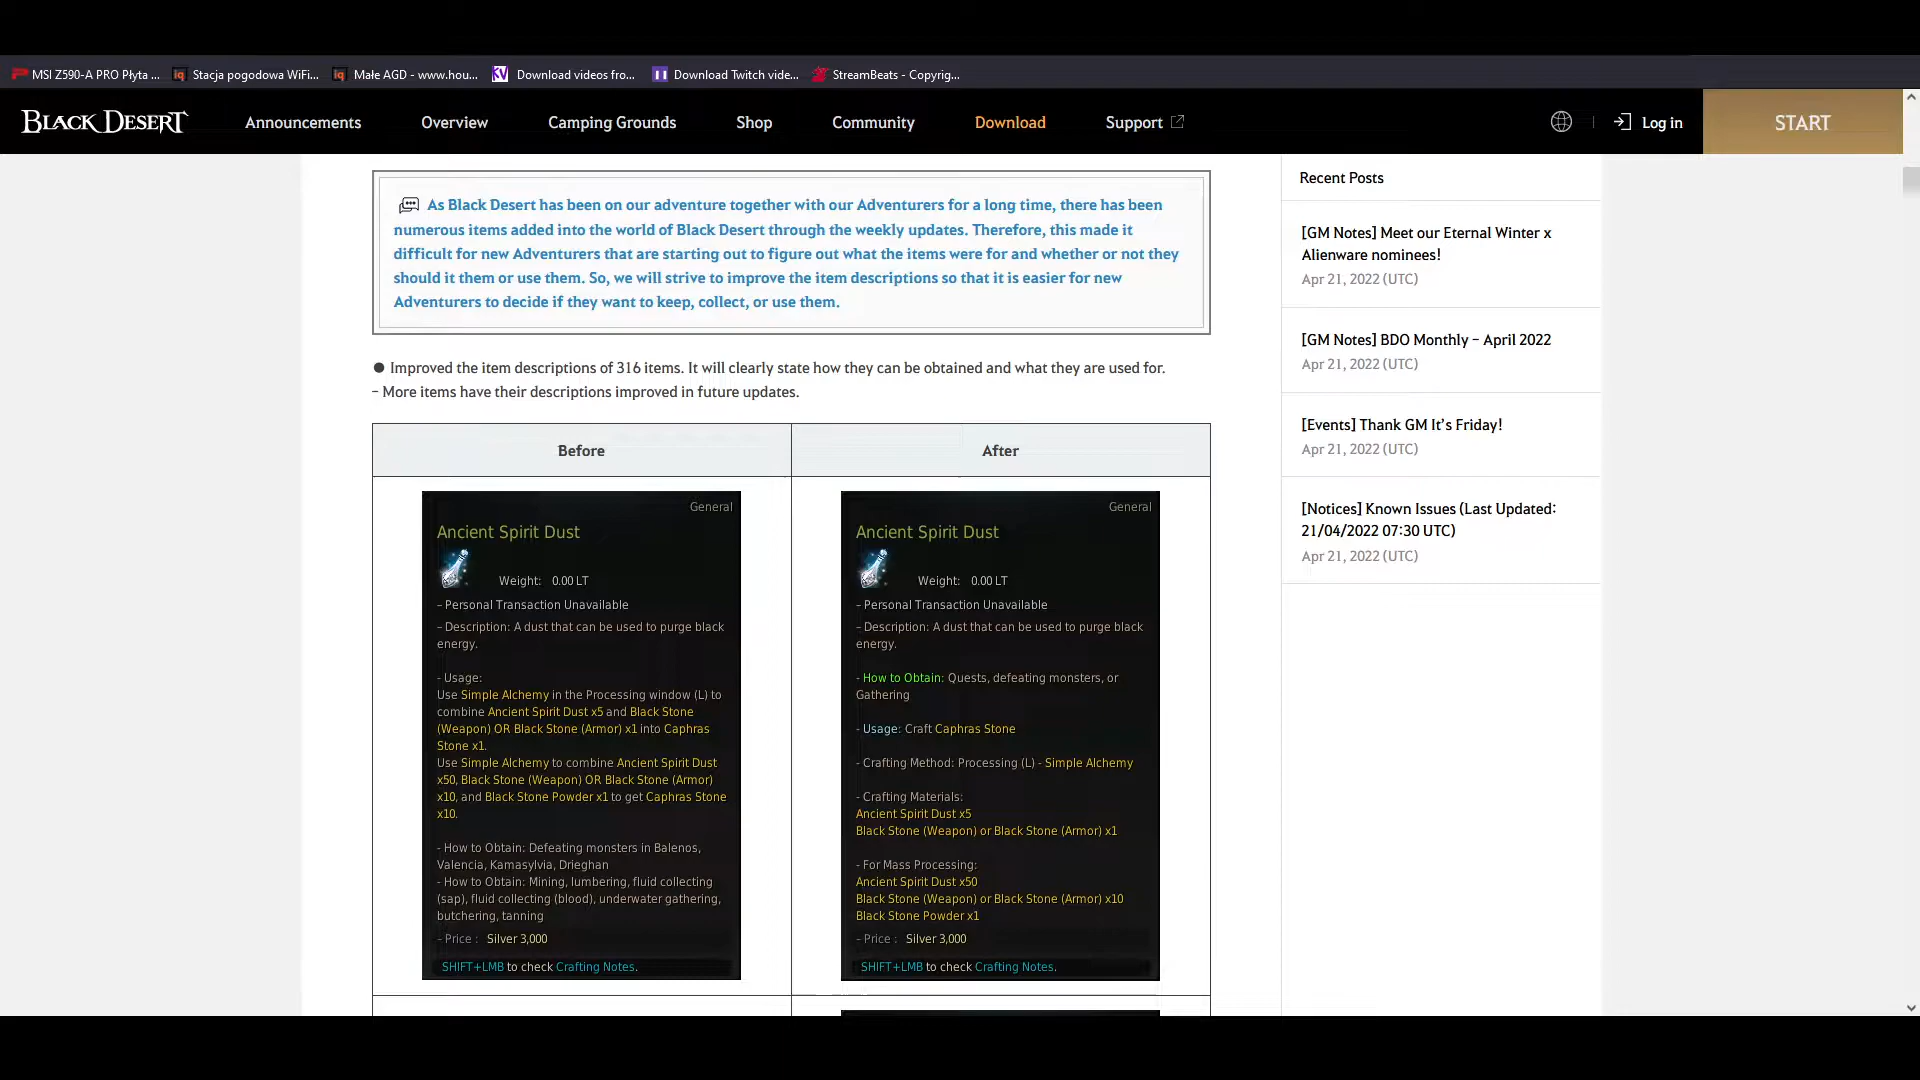 MSI Z590-A PRO Płyta ...
Stacja pogodowa WiFi...
Małe AGD - www.hou...
Download videos fro...
Download Twitch vide...
StreamBeats - Copyrig...
BLACK DESERT
Announcements
Overview
Camping Grounds
Shop
Community
Download
Support
Log in
START
As Black Desert has been on our adventure together with our Adventurers for a long time, there has been
numerous items added into the world of Black Desert through the weekly updates. Therefore, this made it
difficult for new Adventurers that are starting out to figure out what the items were for and whether or not they
should it them or use them. So, we will strive to improve the item descriptions so that it is easier for new
Adventurers to decide if they want to keep, collect, or use them.
● Improved the item descriptions of 316 items. It will clearly state how they can be obtained and what they are used for.
– More items have their descriptions improved in future updates.
Before
After
General
Ancient Spirit Dust
Weight: 0.00 LT
- Personal Transaction Unavailable
- Description: A dust that can be used to purge black
energy.
- Usage:
Use Simple Alchemy in the Processing window (L) to
combine Ancient Spirit Dust x5 and Black Stone
(Weapon) OR Black Stone (Armor) x1 into Caphras
Stone x1.
Use Simple Alchemy to combine Ancient Spirit Dust
x50, Black Stone (Weapon) OR Black Stone (Armor)
x10, and Black Stone Powder x1 to get Caphras Stone
x10.
- How to Obtain: Defeating monsters in Balenos,
Valencia, Kamasylvia, Drieghan
- How to Obtain: Mining, lumbering, fluid collecting
(sap), fluid collecting (blood), underwater gathering,
butchering, tanning
- Price : Silver 3,000
SHIFT+LMB to check Crafting Notes.
General
Ancient Spirit Dust
Weight: 0.00 LT
- Personal Transaction Unavailable
- Description: A dust that can be used to purge black
energy.
- How to Obtain: Quests, defeating monsters, or
Gathering
- Usage: Craft Caphras Stone
- Crafting Method: Processing (L) - Simple Alchemy
- Crafting Materials:
Ancient Spirit Dust x5
Black Stone (Weapon) or Black Stone (Armor) x1
- For Mass Processing:
Ancient Spirit Dust x50
Black Stone (Weapon) or Black Stone (Armor) x10
Black Stone Powder x1
- Price : Silver 3,000
SHIFT+LMB to check Crafting Notes.
Recent Posts
[GM Notes] Meet our Eternal Winter x
Alienware nominees!
Apr 21, 2022 (UTC)
[GM Notes] BDO Monthly – April 2022
Apr 21, 2022 (UTC)
[Events] Thank GM It's Friday!
Apr 21, 2022 (UTC)
[Notices] Known Issues (Last Updated:
21/04/2022 07:30 UTC)
Apr 21, 2022 (UTC)